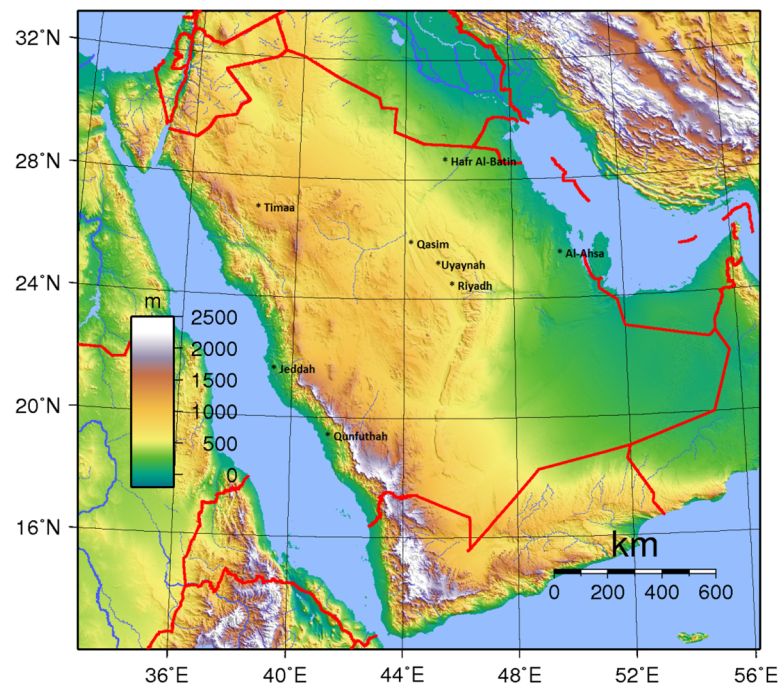 32°N
28°N
* Hafr Al-Batin
* Timaa
* Qasim
* Al-Ahsa
* Uyaynah
24°N
* Riyadh
m
2500
2000
1500
1000
500
0
* Jeddah
20°N
* Qunfuthah
16°N
km
0 200 400 600
36°E 40°E 44°E 48°E 52°E 56°E